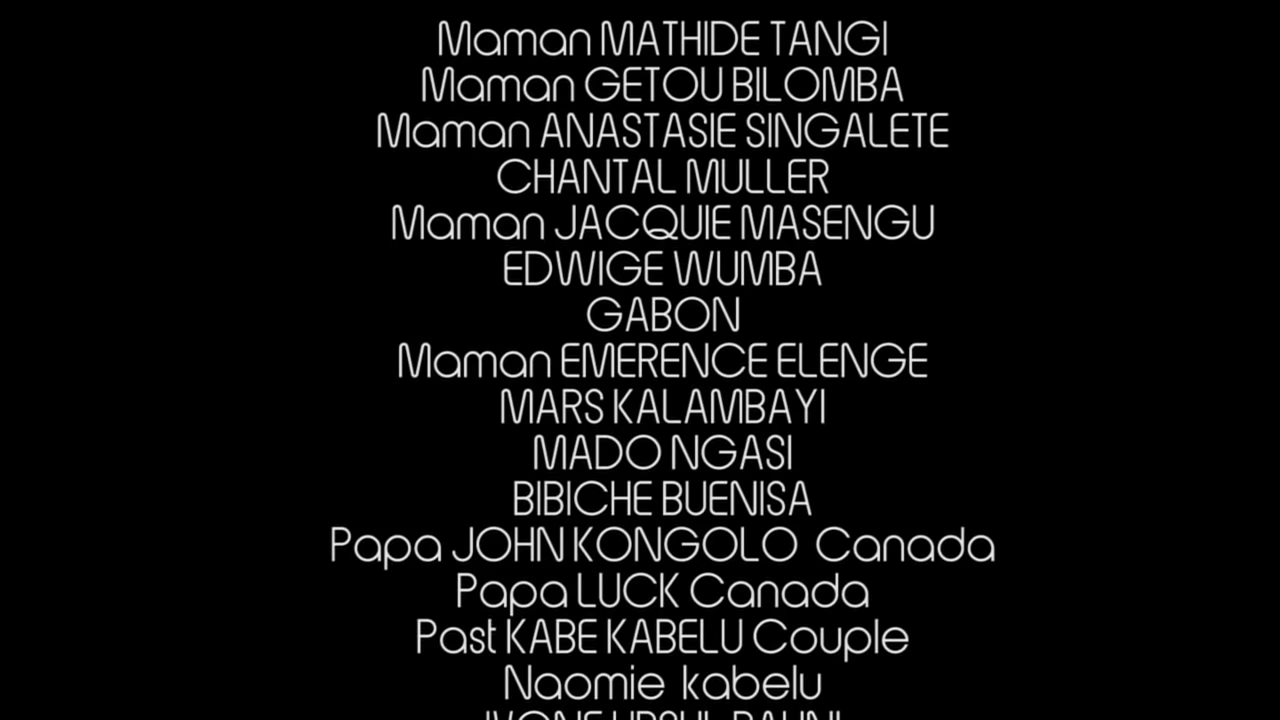 Maman MATHIDE TANGI
Maman GETOU BILOMBA
Maman ANASTASIE SINGALETE
CHANTAL MULLER
Maman JACQUIE MASENGU
EDWIGE WUMBA
GABON
Maman EMERENCE ELENGE
MARS KALAMBAYI
MADO NGASI
BIBICHE BUENISA
Papa JOHN KONGOLO Canada
Papa LUCK Canada
Past KABE KABELU Couple
Naomie kabelu